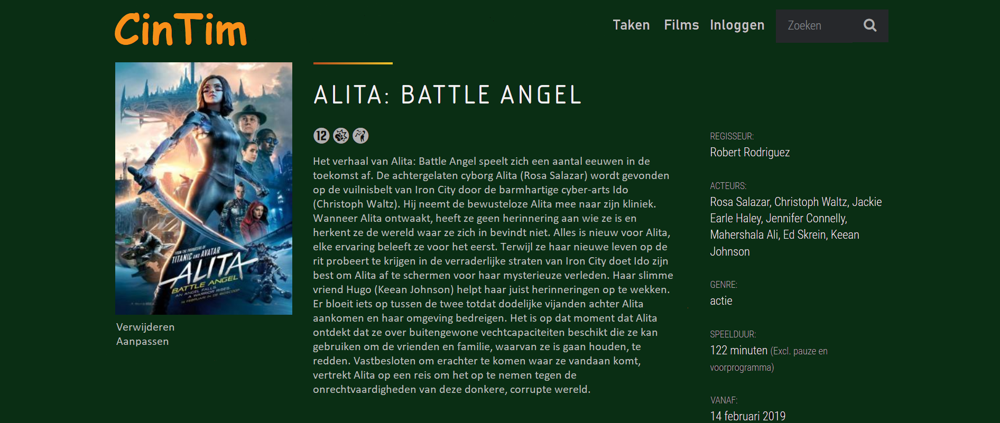 CinTim
Taken Films Inloggen Zoeken
ALITA: BATTLE ANGEL
12
Het verhaal van Alita: Battle Angel speelt zich een aantal eeuwen in de
toekomst af. De achtergelaten cyborg Alita (Rosa Salazar) wordt gevonden
op de vuilnisbelt van Iron City door de barmhartige cyber-arts Ido
(Christoph Waltz). Hij neemt de bewusteloze Alita mee naar zijn kliniek.
Wanneer Alita ontwaakt, heeft ze geen herinnering aan wie ze is en
herkent ze de wereld waar ze zich in bevindt niet. Alles is nieuw voor Alita,
elke ervaring beleeft ze voor het eerst. Terwijl ze haar nieuwe leven op de
rit probeert te krijgen in de verraderlijke straten van Iron City doet Ido zijn
best om Alita af te schermen voor haar mysterieuze verleden. Haar slimme
vriend Hugo (Keean Johnson) helpt haar juist herinneringen op te wekken.
Er bloeit iets op tussen de twee totdat dodelijke vijanden achter Alita
aankomen en haar omgeving bedreigen. Het is op dat moment dat Alita
ontdekt dat ze over buitengewone vechtcapaciteiten beschikt die ze kan
gebruiken om de vrienden en familie, waarvan ze is gaan houden, te
redden. Vastbesloten om erachter te komen waar ze vandaan komt,
vertrekt Alita op een reis om het op te nemen tegen de
onrechtvaardigheden van deze donkere, corrupte wereld.
FROM THE PRODUCERS OF
TITANIC AND AVATAR
ALITA
BATTLE ANGEL
AN ANGEL FALLS.
A WARRIOR RISES.
14 FEBRUARI IN DE BIOSCOOP
Verwijderen
Aanpassen
REGISSEUR:
Robert Rodriguez
ACTEURS:
Rosa Salazar, Christoph Waltz, Jackie
Earle Haley, Jennifer Connelly,
Mahershala Ali, Ed Skrein, Keean
Johnson
GENRE:
actie
SPEELDUUR:
122 minuten (Excl. pauze en
voorprogramma)
VANAF:
14 februari 2019